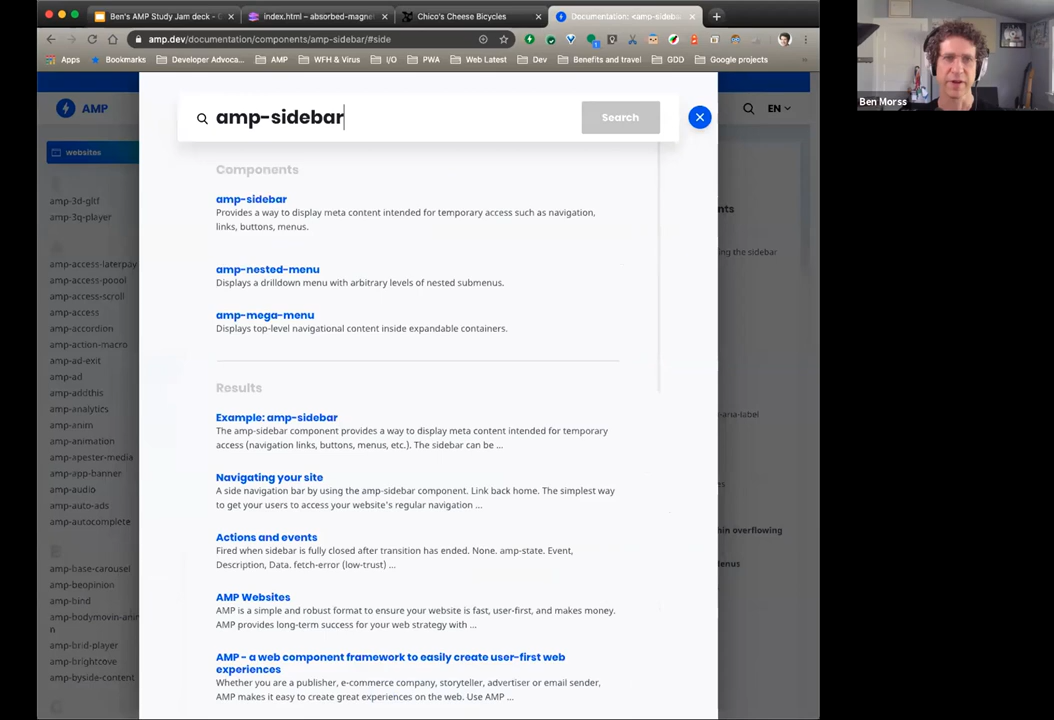 Ben's AMP Study Jam deck - G
index.html – absorbed-magnet
Chico's Cheese Bicycles
Documentation: <amp-sideba
amp.dev/documentation/components/amp-sidebar/#side
Apps
Bookmarks
Developer Advoca...
AMP
WFH & Virus
I/O
PWA
Web Latest
Dev
Benefits and travel
GDD
Google projects
Ben Morss
AMP
EN
websites
amp-sidebar
Search
amp-3d-gltf
amp-3q-player
amp-access-laterpay
amp-access-poool
amp-access-scroll
amp-access
amp-accordion
amp-action-macro
amp-ad-exit
amp-ad
amp-addthis
amp-analytics
amp-anim
amp-animation
amp-apester-media
amp-app-banner
amp-audio
amp-auto-ads
amp-autocomplete
amp-base-carousel
amp-beopinion
amp-bind
amp-bodymovin-anim
n
amp-brid-player
amp-brightcove
amp-byside-content
Components
amp-sidebar
Provides a way to display meta content intended for temporary access such as navigation,
links, buttons, menus.
amp-nested-menu
Displays a drilldown menu with arbitrary levels of nested submenus.
amp-mega-menu
Displays top-level navigational content inside expandable containers.
Results
Example: amp-sidebar
The amp-sidebar component provides a way to display meta content intended for temporary
access (navigation links, buttons, menus, etc.). The sidebar can be ...
Navigating your site
A side navigation bar by using the amp-sidebar component. Link back home. The simplest way
to get your users to access your website's regular navigation ...
Actions and events
Fired when sidebar is fully closed after transition has ended. None. amp-state. Event,
Description, Data. fetch-error (low-trust) ...
AMP Websites
AMP is a simple and robust format to ensure your website is fast, user-first, and makes money.
AMP provides long-term success for your web strategy with ...
AMP - a web component framework to easily create user-first web
experiences
Whether you are a publisher, e-commerce company, storyteller, advertiser or email sender,
AMP makes it easy to create great experiences on the web. Use AMP ...
nts
ing the sidebar
-aria-label
hin overflowing
enus